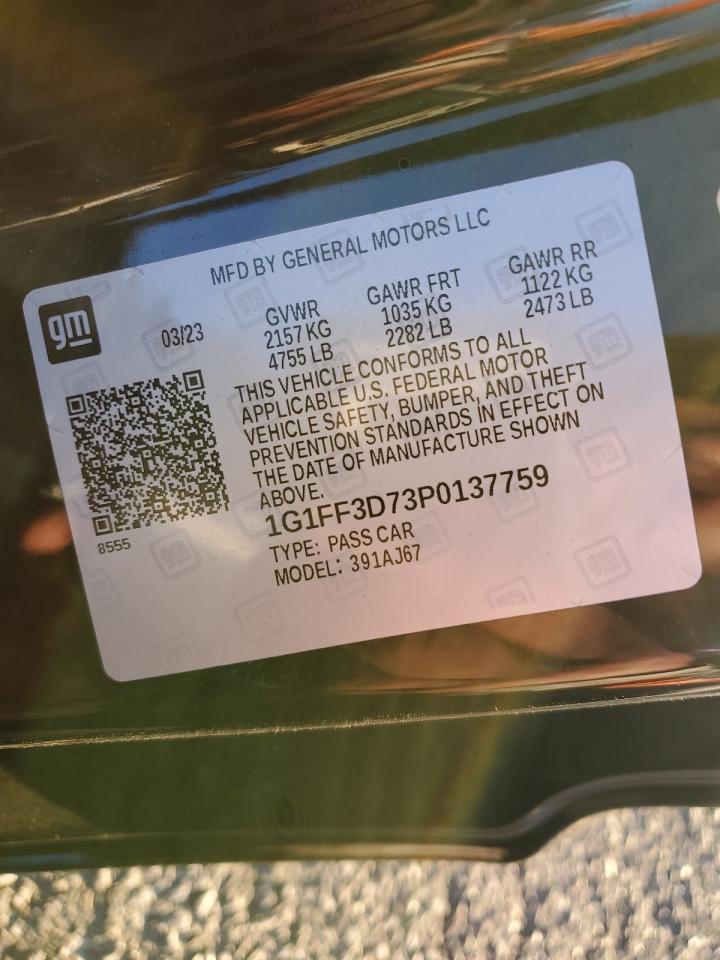 MFD BY GENERAL MOTORS LLC
gm
03/23
GVWR
2157 KG
4755 LB
GAWR FRT
1035 KG
2282 LB
GAWR RR
1122 KG
2473 LB
THIS VEHICLE CONFORMS TO ALL
APPLICABLE U.S. FEDERAL MOTOR
VEHICLE SAFETY, BUMPER, AND THEFT
PREVENTION STANDARDS IN EFFECT ON
THE DATE OF MANUFACTURE SHOWN
ABOVE.
1G1FF3D73P0137759
TYPE: PASS CAR
MODEL: 391AJ67
8555